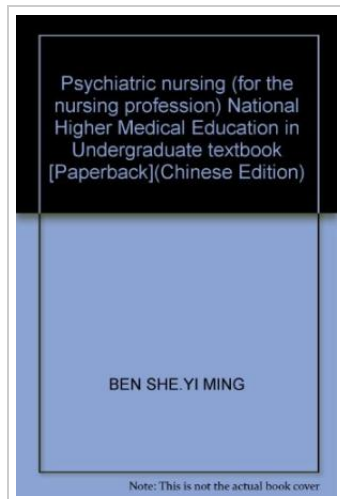 Psychiatric nursing (for the
nursing profession) National
Higher Medical Education in
Undergraduate textbook
[Paperback](Chinese Edition)
BEN SHE.YI MING
Note: This is not the actual book cover